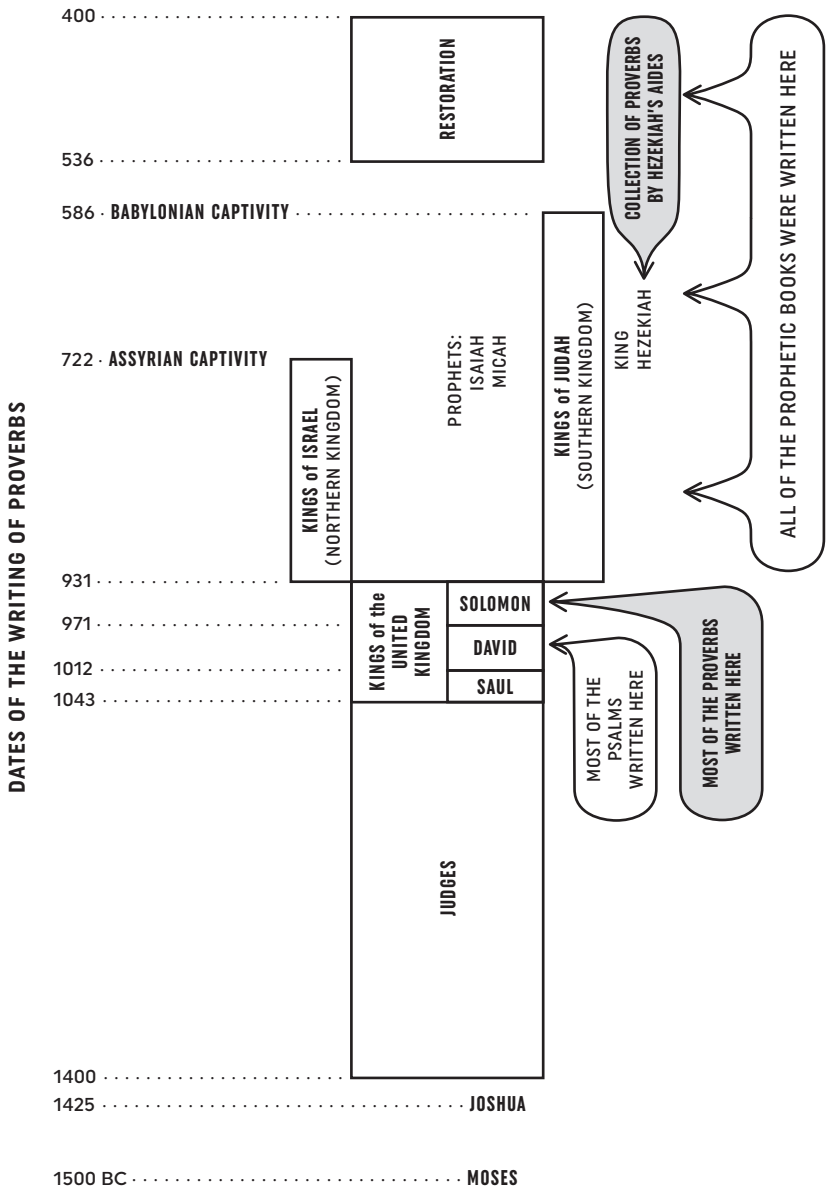 DATES OF THE WRITING OF PROVERBS
400
RESTORATION
536
586 · BABYLONIAN CAPTIVITY
COLLECTION OF PROVERBS
BY HEZEKIAH'S AIDES
ALL OF THE PROPHETIC BOOKS WERE WRITTEN HERE
722 · ASSYRIAN CAPTIVITY
KINGS of ISRAEL
(NORTHERN KINGDOM)
PROPHETS:
ISAIAH
MICAH
KINGS of JUDAH
(SOUTHERN KINGDOM)
KING
HEZEKIAH
931
971
1012
1043
KINGS of the
UNITED
KINGDOM
SOLOMON
DAVID
SAUL
MOST OF THE
PSALMS
WRITTEN HERE
MOST OF THE PROVERBS
WRITTEN HERE
JUDGES
1400
1425 JOSHUA
1500 BC MOSES